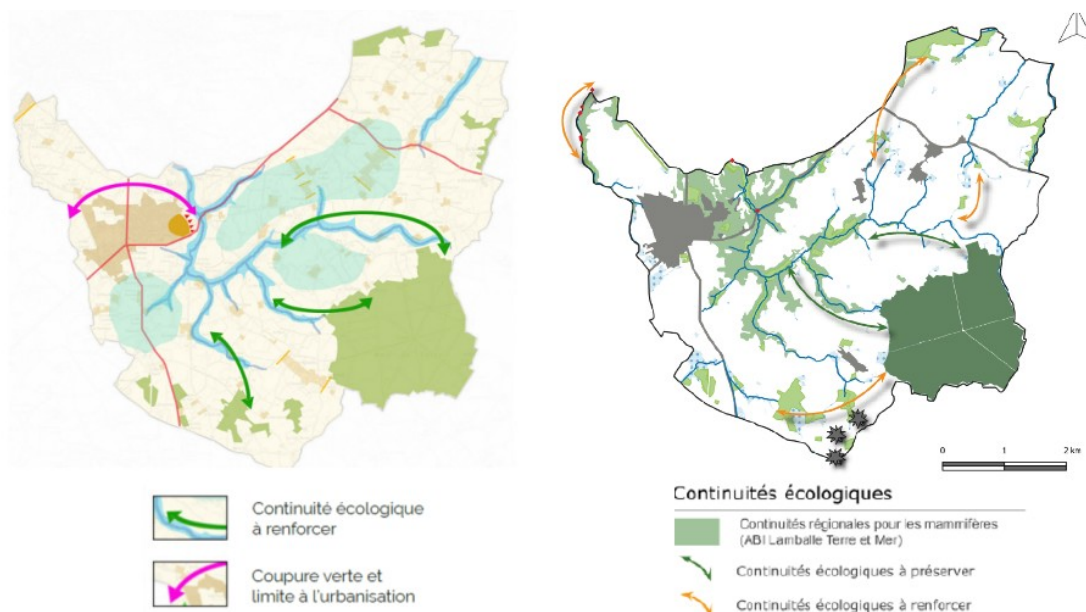 Continuité écologique
à renforcer
Coupure verte et
limite à l'urbanisation
0 1 2 km
Continuités écologiques
Continuités régionales pour les mammifères
(ABI Lamballe Terre et Mer)
Continuités écologiques à préserver
Continuités écologiques à renforcer